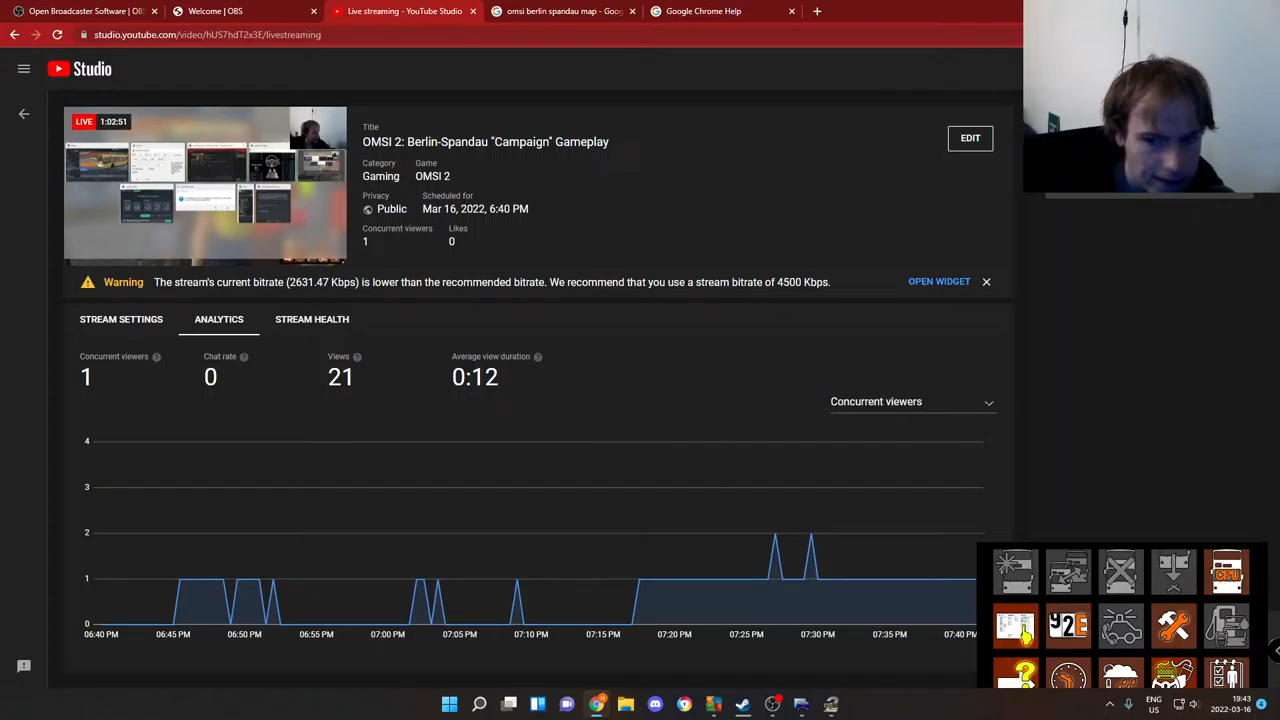 Open Broadcaster Software | OBS
Welcome | OBS
Live streaming - YouTube Studio
omsi berlin spandau map - Goog
Google Chrome Help
studio.youtube.com/video/hUS7hdT2x3E/livestreaming
Studio
LIVE 1:02:51
Title
OMSI 2: Berlin-Spandau "Campaign" Gameplay
EDIT
Category Game
Gaming OMSI 2
Privacy Scheduled for
Public Mar 16, 2022, 6:40 PM
Concurrent viewers Likes
1 0
Warning The stream's current bitrate (2631.47 Kbps) is lower than the recommended bitrate. We recommend that you use a stream bitrate of 4500 Kbps.
OPEN WIDGET
STREAM SETTINGS ANALYTICS STREAM HEALTH
Concurrent viewers Chat rate Views Average view duration
1 0 21 0:12
Concurrent viewers
4
3
2
1
0
06:40 PM 06:45 PM 06:50 PM 06:55 PM 07:00 PM 07:05 PM 07:10 PM 07:15 PM 07:20 PM 07:25 PM 07:30 PM 07:35 PM 07:40 PM
CPU
92E
ENG
US
19:43
2022-03-16
4